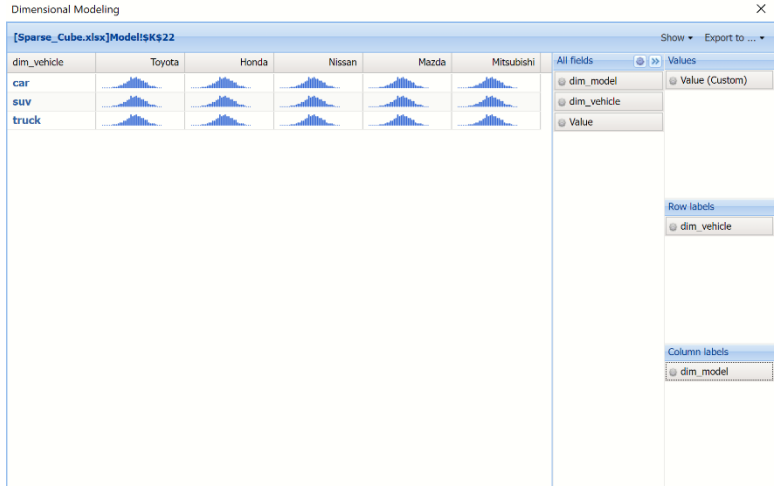 Dimensional Modeling
[Sparse_Cube.xlsx]Model!$K$22
Show
Export to ...
dim_vehicle Toyota Honda Nissan Mazda Mitsubishi
car
suv
truck
All fields
dim_model
dim_vehicle
Value
Values
Value (Custom)
Row labels
dim_vehicle
Column labels
dim_model